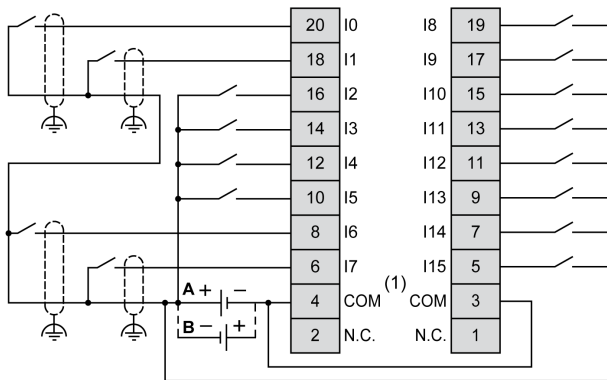 20 I0 I8 19
18 I1 I9 17
16 I2 I10 15
14 I3 I11 13
12 I4 I12 11
10 I5 I13 9
8 I6 I14 7
6 I7 I15 5
A + − 4 COM (1) COM 3
B − + 2 N.C. N.C. 1